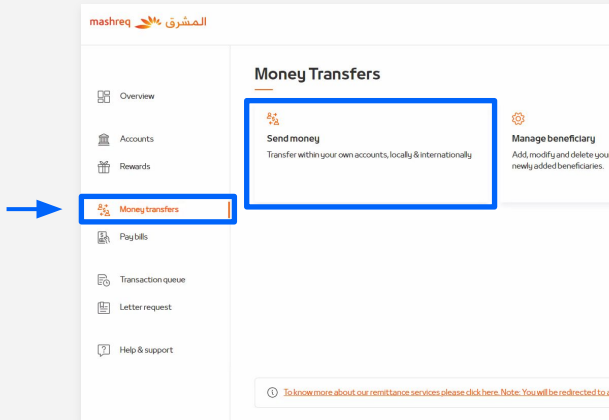 mashreq المشرق
Money Transfers
Overview
Send money
Transfer within your own accounts, locally & internationally
Manage beneficiary
Add, modify and delete you
newly added beneficiaries.
Accounts
Rewards
Money transfers
Pay bills
Transaction queue
Letter request
Help & support
To know more about our remittance services please click here. Note: You will be redirected to a